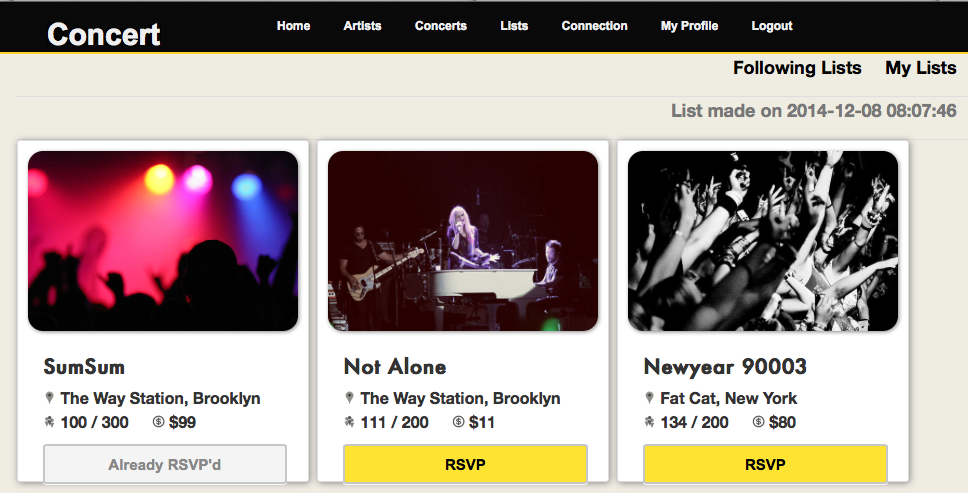 Concert
Home Artists Concerts Lists Connection My Profile Logout
Following Lists My Lists
List made on 2014-12-08 08:07:46
SumSum
The Way Station, Brooklyn
100 / 300 $99
Already RSVP'd
Not Alone
The Way Station, Brooklyn
111 / 200 $11
RSVP
Newyear 90003
Fat Cat, New York
134 / 200 $80
RSVP